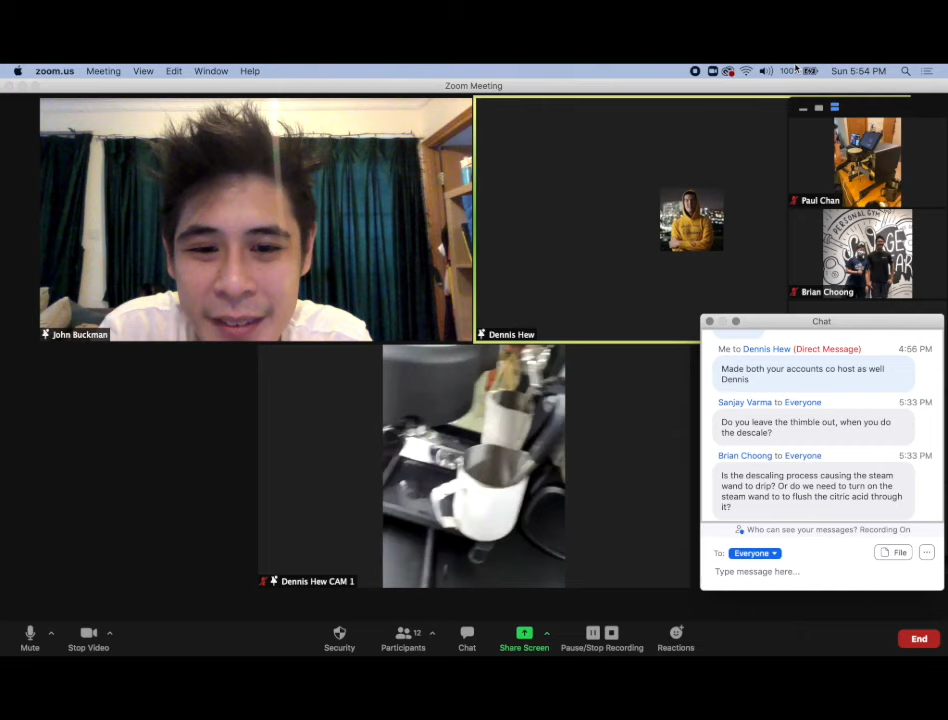 zoom.us Meeting View Edit Window Help 100% Sun 5:54 PM
Zoom Meeting
John Buckman
Dennis Hew
Paul Chan
PERSONAL GYM
Brian Choong
Chat
Me to Dennis Hew (Direct Message) 4:56 PM
Made both your accounts co host as well
Dennis
Sanjay Varma to Everyone 5:33 PM
Do you leave the thimble out, when you do
the descale?
Brian Choong to Everyone 5:33 PM
Is the descaling process causing the steam
wand to drip? Or do we need to turn on the
steam wand to to flush the citric acid through
it?
Who can see your messages? Recording On
To: Everyone File
Type message here...
Dennis Hew CAM 1
Mute Stop Video Security Participants 12 Chat Share Screen Pause/Stop Recording Reactions End